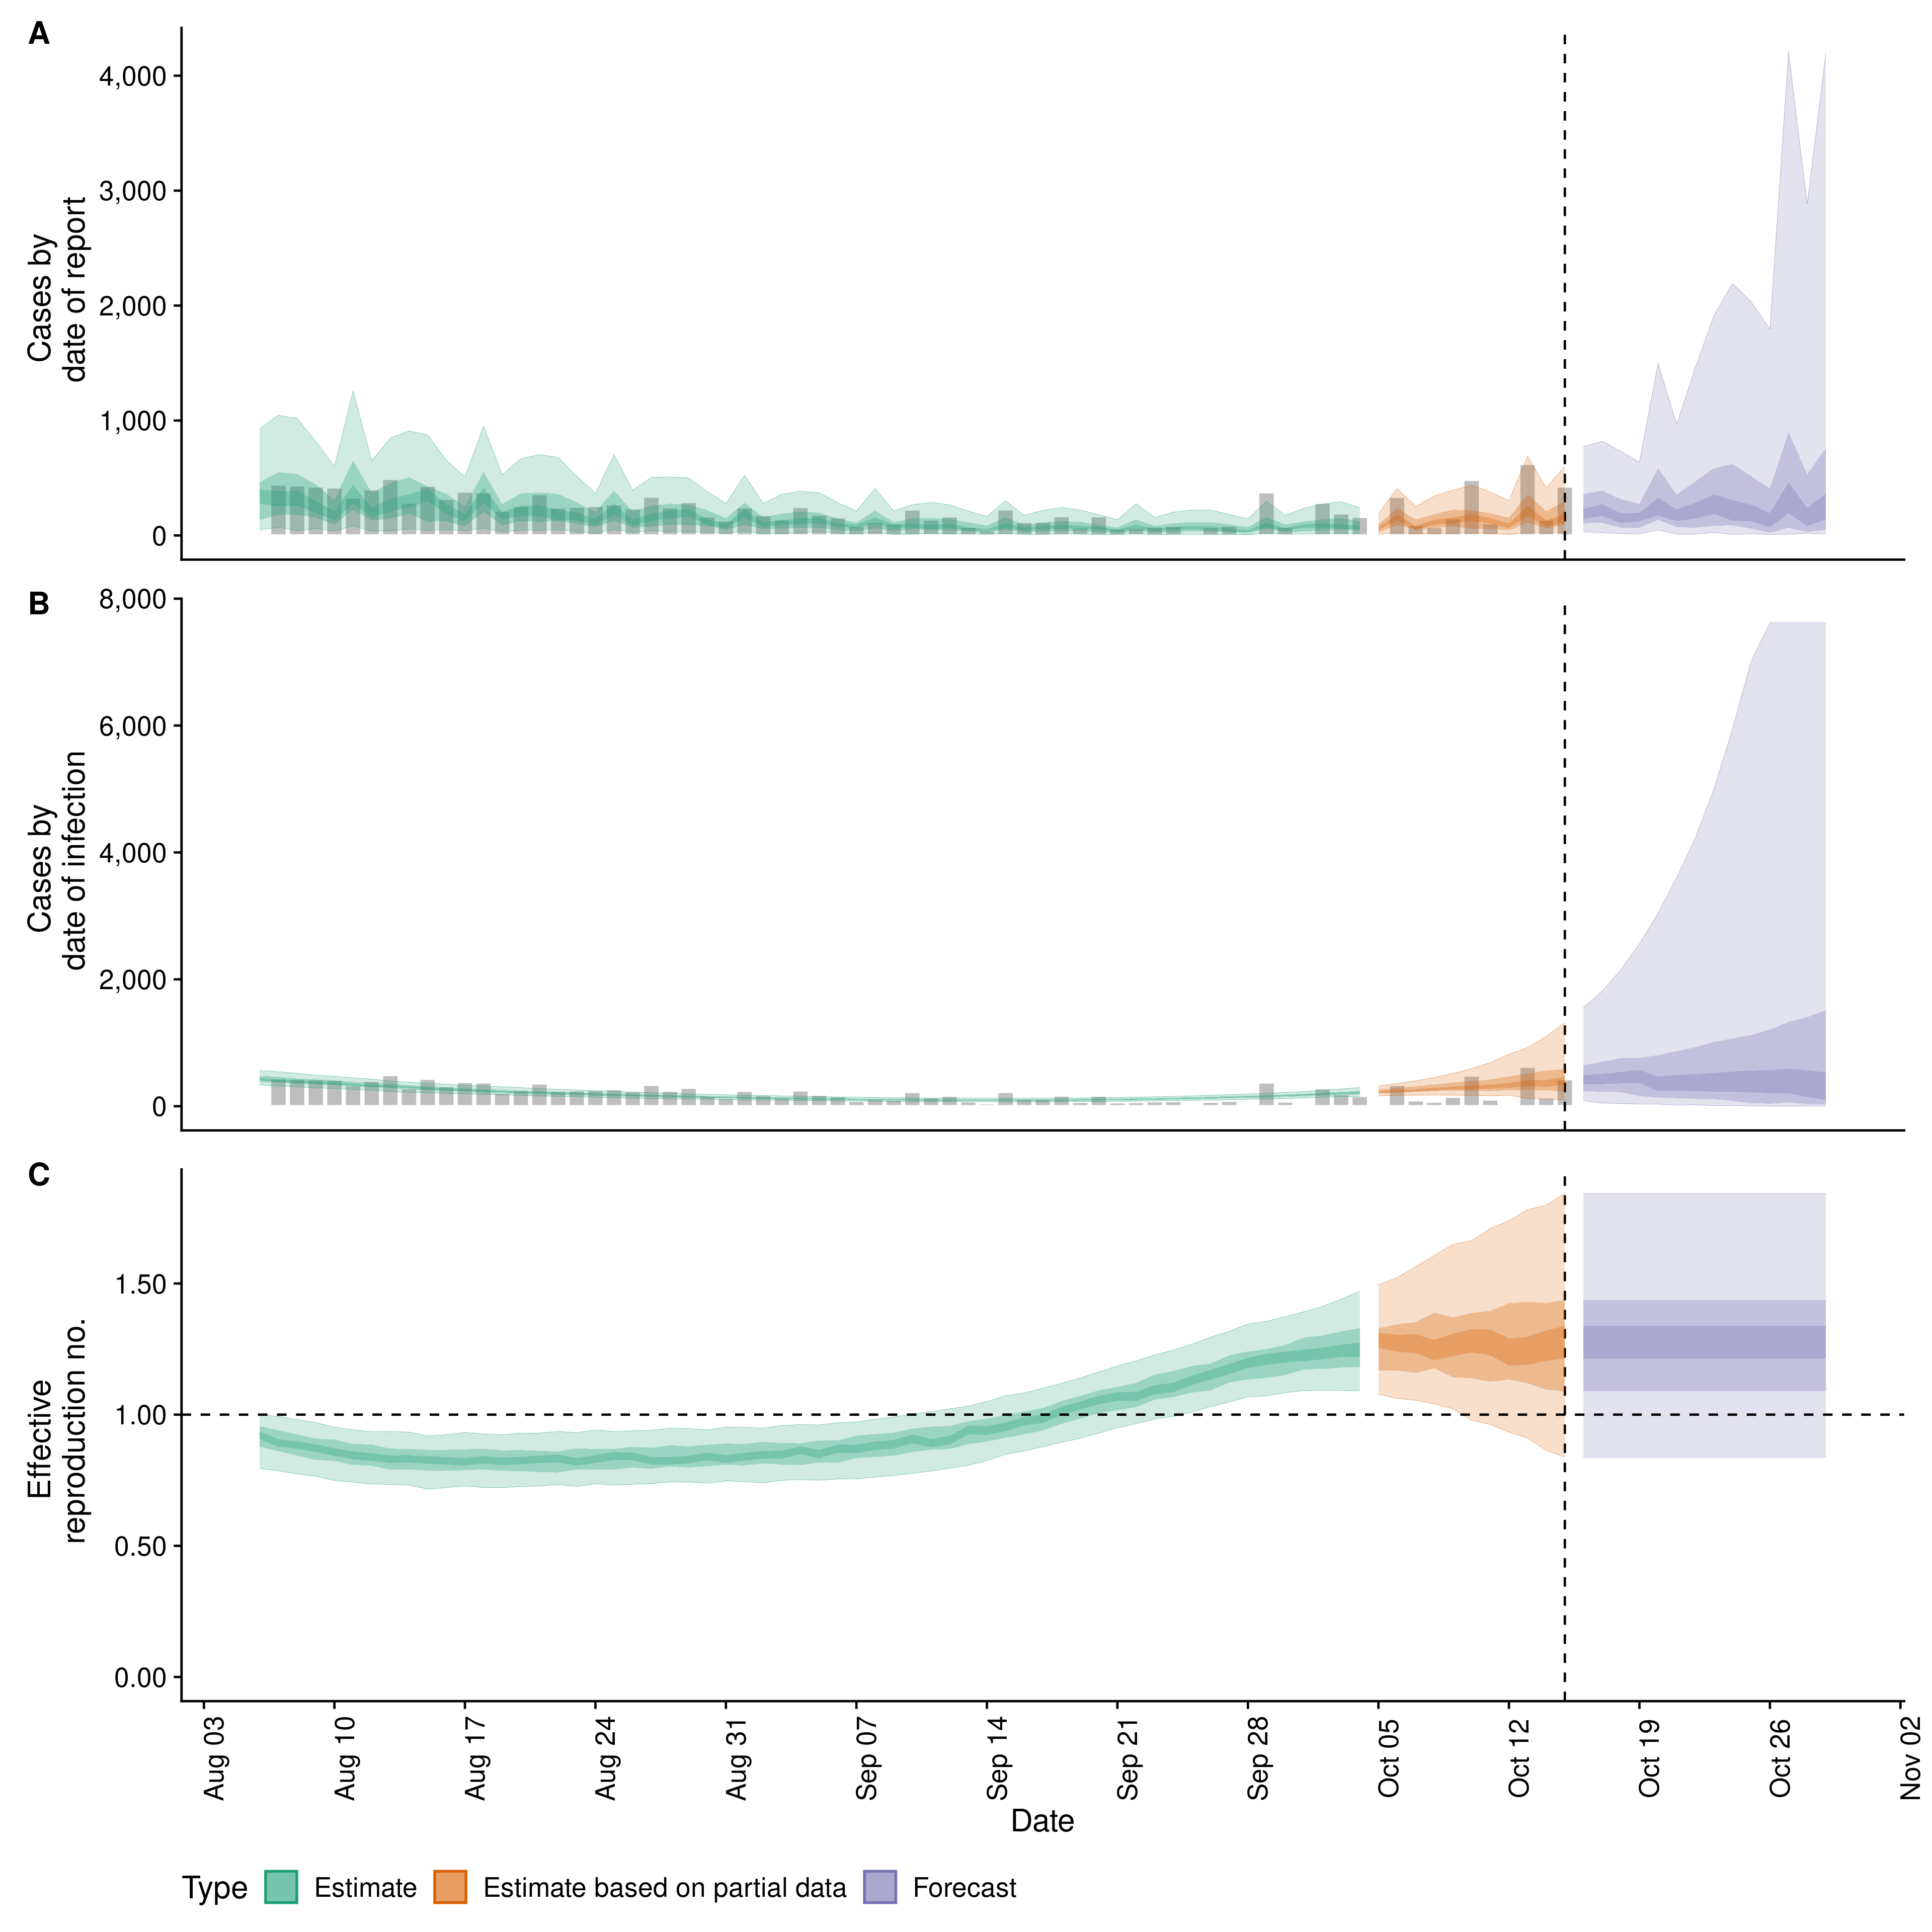 A
Cases by
date of report
4,000
3,000
2,000
1,000
0
B
Cases by
date of infection
8,000
6,000
4,000
2,000
0
C
Effective
reproduction no.
1.50
1.00
0.50
0.00
Aug 03
Aug 10
Aug 17
Aug 24
Aug 31
Sep 07
Sep 14
Sep 21
Sep 28
Oct 05
Oct 12
Oct 19
Oct 26
Nov 02
Date
Type Estimate Estimate based on partial data Forecast